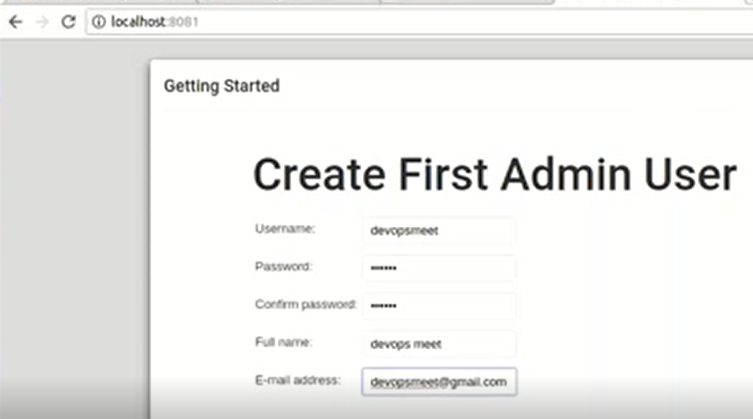 localhost:8081
Getting Started
Create First Admin User
Username: devopsmeet
Password: ••••••
Confirm password: ••••••
Full name: devops meet
E-mail address: devopsmeet@gmail.com